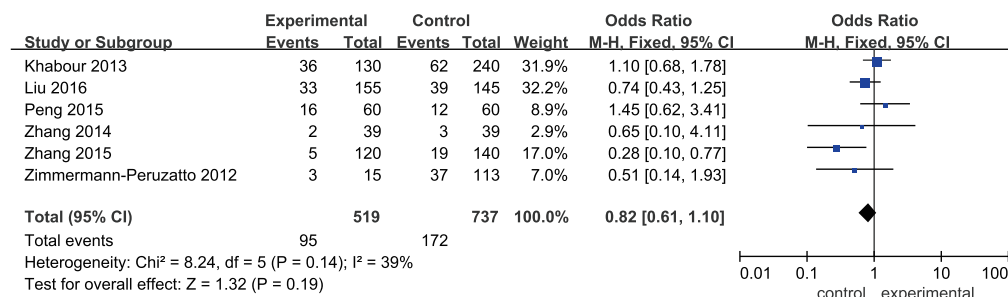 Experimental Control Odds Ratio Odds Ratio
Study or Subgroup Events Total Events Total Weight M-H, Fixed, 95% CI M-H, Fixed, 95% CI
Khabour 2013 36 130 62 240 31.9% 1.10 [0.68, 1.78]
Liu 2016 33 155 39 145 32.2% 0.74 [0.43, 1.25]
Peng 2015 16 60 12 60 8.9% 1.45 [0.62, 3.41]
Zhang 2014 2 39 3 39 2.9% 0.65 [0.10, 4.11]
Zhang 2015 5 120 19 140 17.0% 0.28 [0.10, 0.77]
Zimmermann-Peruzatto 2012 3 15 37 113 7.0% 0.51 [0.14, 1.93]
Total (95% CI) 519 737 100.0% 0.82 [0.61, 1.10]
Total events 95 172
Heterogeneity: Chi² = 8.24, df = 5 (P = 0.14); I² = 39%
Test for overall effect: Z = 1.32 (P = 0.19)
0.01 0.1 1 10 100
control experimental